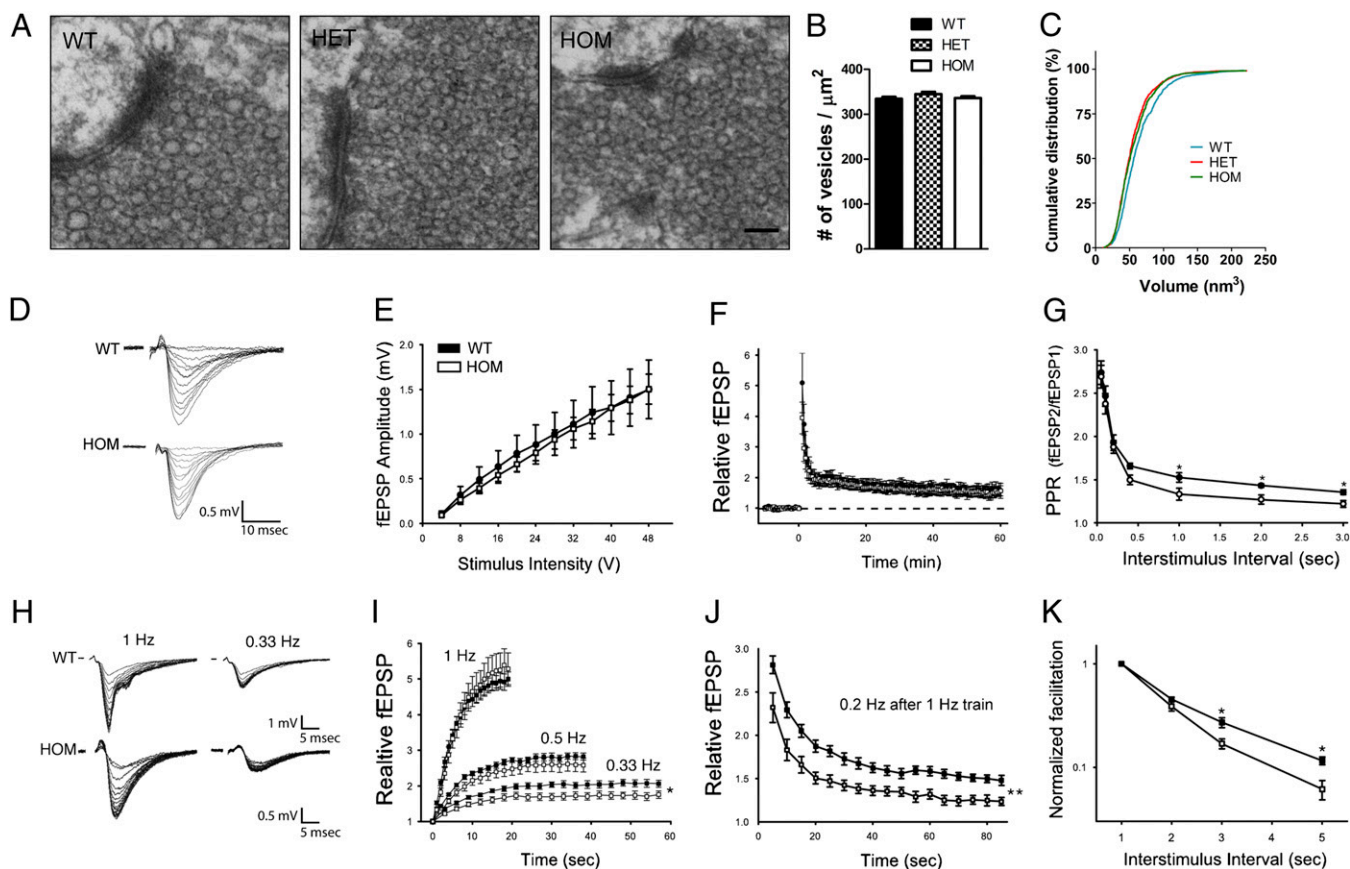 A
WT
HET
HOM
B
WT
HET
HOM
# of vesicles / μm2
400
300
200
100
0
C
Cumulative distribution (%)
100
75
50
25
0
WT
HET
HOM
0 50 100 150 200 250
Volume (nm3)
D
WT
HOM
0.5 mV
10 msec
E
WT
HOM
fEPSP Amplitude (mV)
2.0
1.5
1.0
0.5
0.0
0 8 16 24 32 40 48
Stimulus Intensity (V)
F
Relative fEPSP
6
5
4
3
2
1
0 20 40 60
Time (min)
G
PPR (fEPSP2/fEPSP1)
3.0
2.5
2.0
1.5
1.0
* * *
0.0 0.5 1.0 1.5 2.0 2.5 3.0
Interstimulus Interval (sec)
H
1 Hz 0.33 Hz
WT
1 mV
5 msec
HOM
0.5 mV
5 msec
I
Realtive fEPSP
6
5
4
3
2
1
1 Hz
0.5 Hz
0.33 Hz
*
0 20 40 60
Time (sec)
J
Relative fEPSP
3.0
2.5
2.0
1.5
1.0
0.2 Hz after 1 Hz train
**
0 20 40 60 80
Time (sec)
K
Normalized facilitation
1
0.1
* *
1 2 3 4 5
Interstimulus Interval (sec)